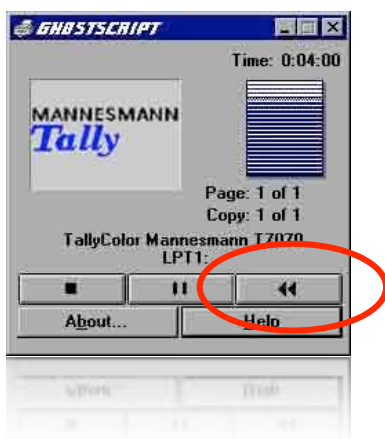 GHOSTSCRIPT
Time: 0:04:00
MANNESMANN
Tally
Page: 1 of 1
Copy: 1 of 1
TallyColor Mannesmann T7070
LPT1:
About...
Help